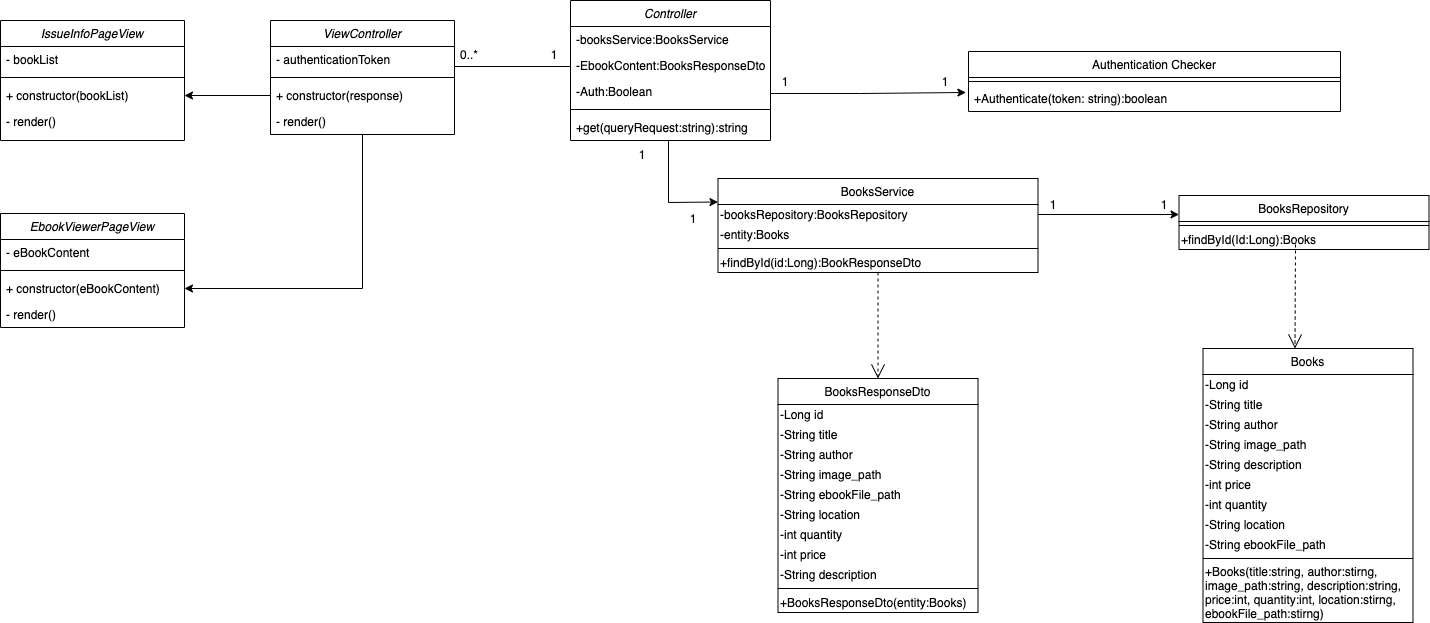 IssueInfoPageView
- bookList
+ constructor(bookList)
- render()
ViewController
- authenticationToken
+ constructor(response)
- render()
0..*
1
Controller
-booksService:BooksService
-EbookContent:BooksResponseDto
-Auth:Boolean
+get(queryRequest:string):string
1
1
Authentication Checker
+Authenticate(token: string):boolean
1
1
EbookViewerPageView
- eBookContent
+ constructor(eBookContent)
- render()
BooksService
-booksRepository:BooksRepository
-entity:Books
+findById(id:Long):BookResponseDto
1
1
BooksRepository
+findById(Id:Long):Books
BooksResponseDto
-Long id
-String title
-String author
-String image_path
-String ebookFile_path
-String location
-int quantity
-int price
-String description
+BooksResponseDto(entity:Books)
Books
-Long id
-String title
-String author
-String image_path
-String description
-int price
-int quantity
-String location
-String ebookFile_path
+Books(title:string, author:stirng,
image_path:string, description:string,
price:int, quantity:int, location:stirng,
ebookFile_path:stirng)